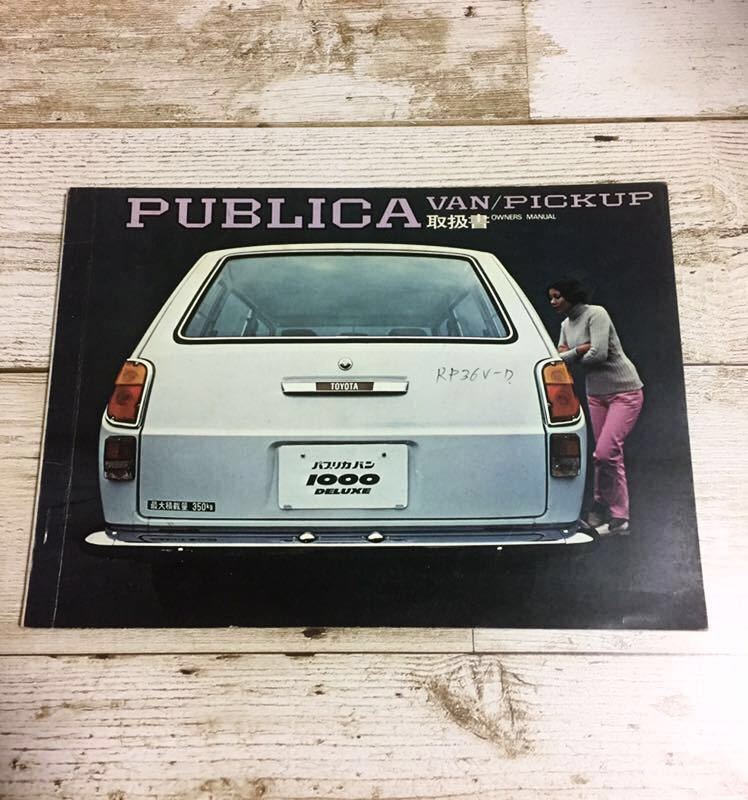 PUBLICA VAN/PICKUP
取扱書 OWNERS MANUAL
TOYOTA
KP36V-D
パブリカ バン
1000
DELUXE
最大積載量 350kg